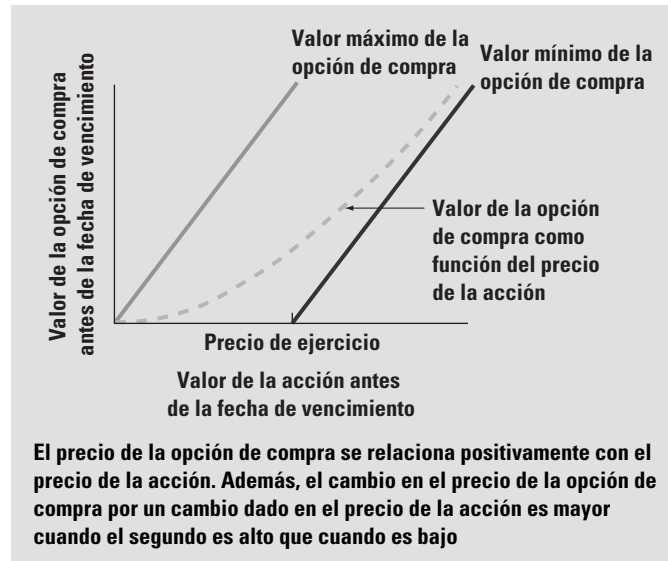 Valor máximo de la
opción de compra
Valor mínimo de la
opción de compra
Valor de la opción de compra
antes de la fecha de vencimiento
Valor de la opción
de compra como
función del precio
de la acción
Precio de ejercicio
Valor de la acción antes
de la fecha de vencimiento
El precio de la opción de compra se relaciona positivamente con el
precio de la acción. Además, el cambio en el precio de la opción de
compra por un cambio dado en el precio de la acción es mayor
cuando el segundo es alto que cuando es bajo